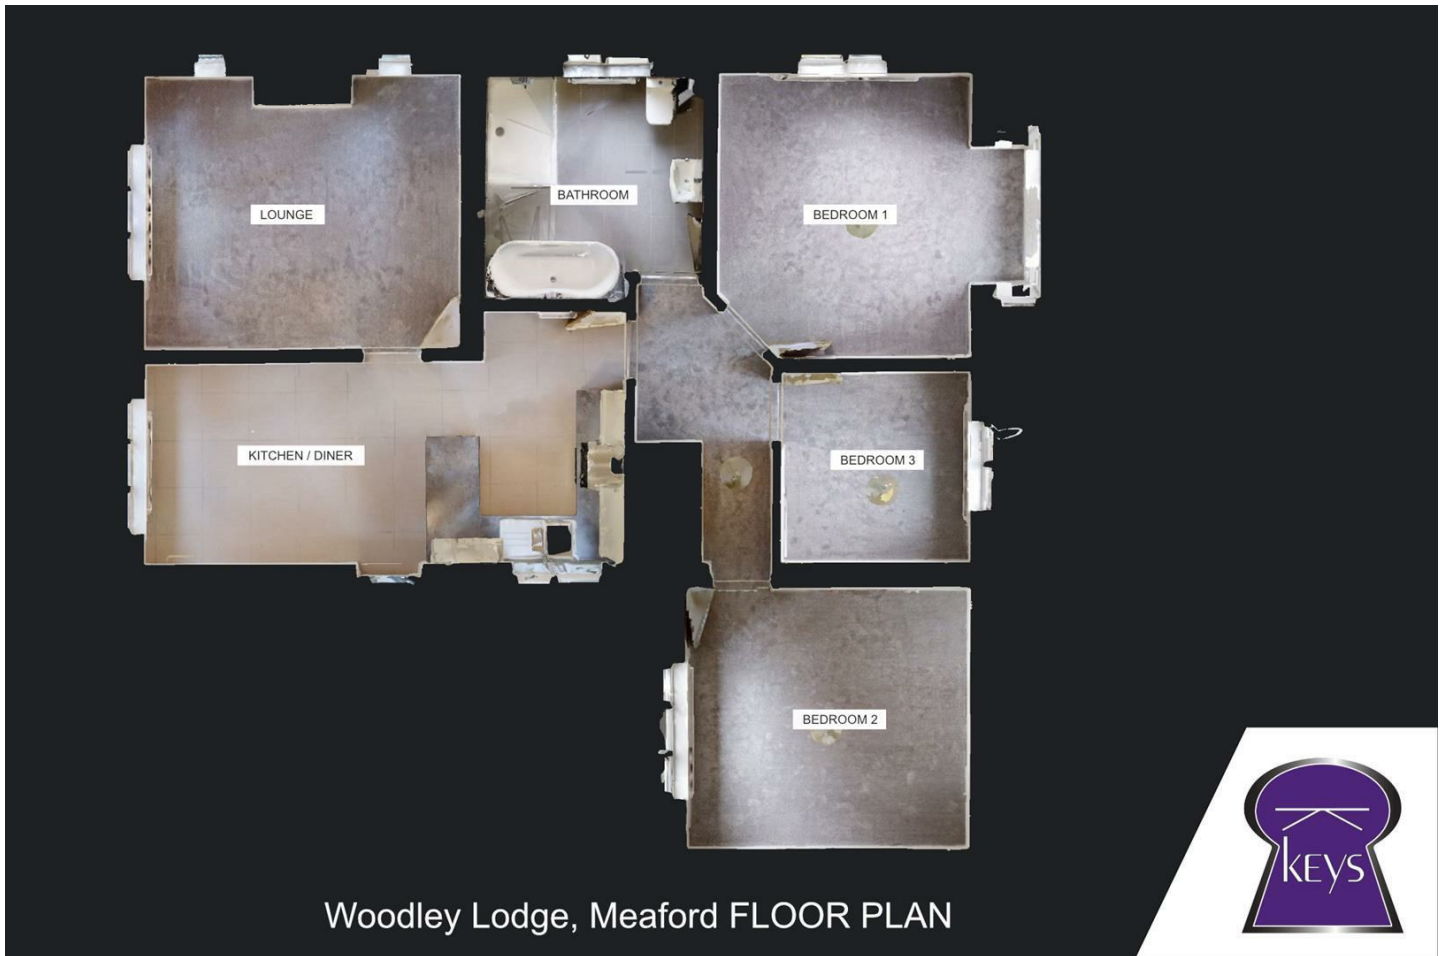 LOUNGE
BATHROOM
BEDROOM 1
KITCHEN / DINER
BEDROOM 3
BEDROOM 2
Woodley Lodge, Meaford FLOOR PLAN
KEYS